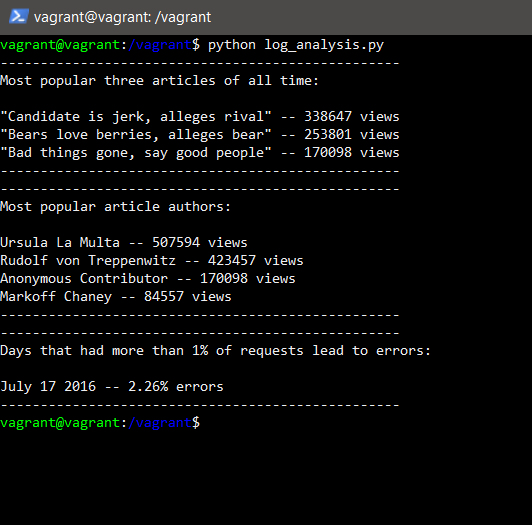 vagrant@vagrant: /vagrant
vagrant@vagrant:/vagrant$ python log_analysis.py
--------------------------------------------------
Most popular three articles of all time:
"Candidate is jerk, alleges rival" -- 338647 views
"Bears love berries, alleges bear" -- 253801 views
"Bad things gone, say good people" -- 170098 views
--------------------------------------------------
--------------------------------------------------
Most popular article authors:
Ursula La Multa -- 507594 views
Rudolf von Treppenwitz -- 423457 views
Anonymous Contributor -- 170098 views
Markoff Chaney -- 84557 views
--------------------------------------------------
--------------------------------------------------
Days that had more than 1% of requests lead to errors:
July 17 2016 -- 2.26% errors
--------------------------------------------------
vagrant@vagrant:/vagrant$